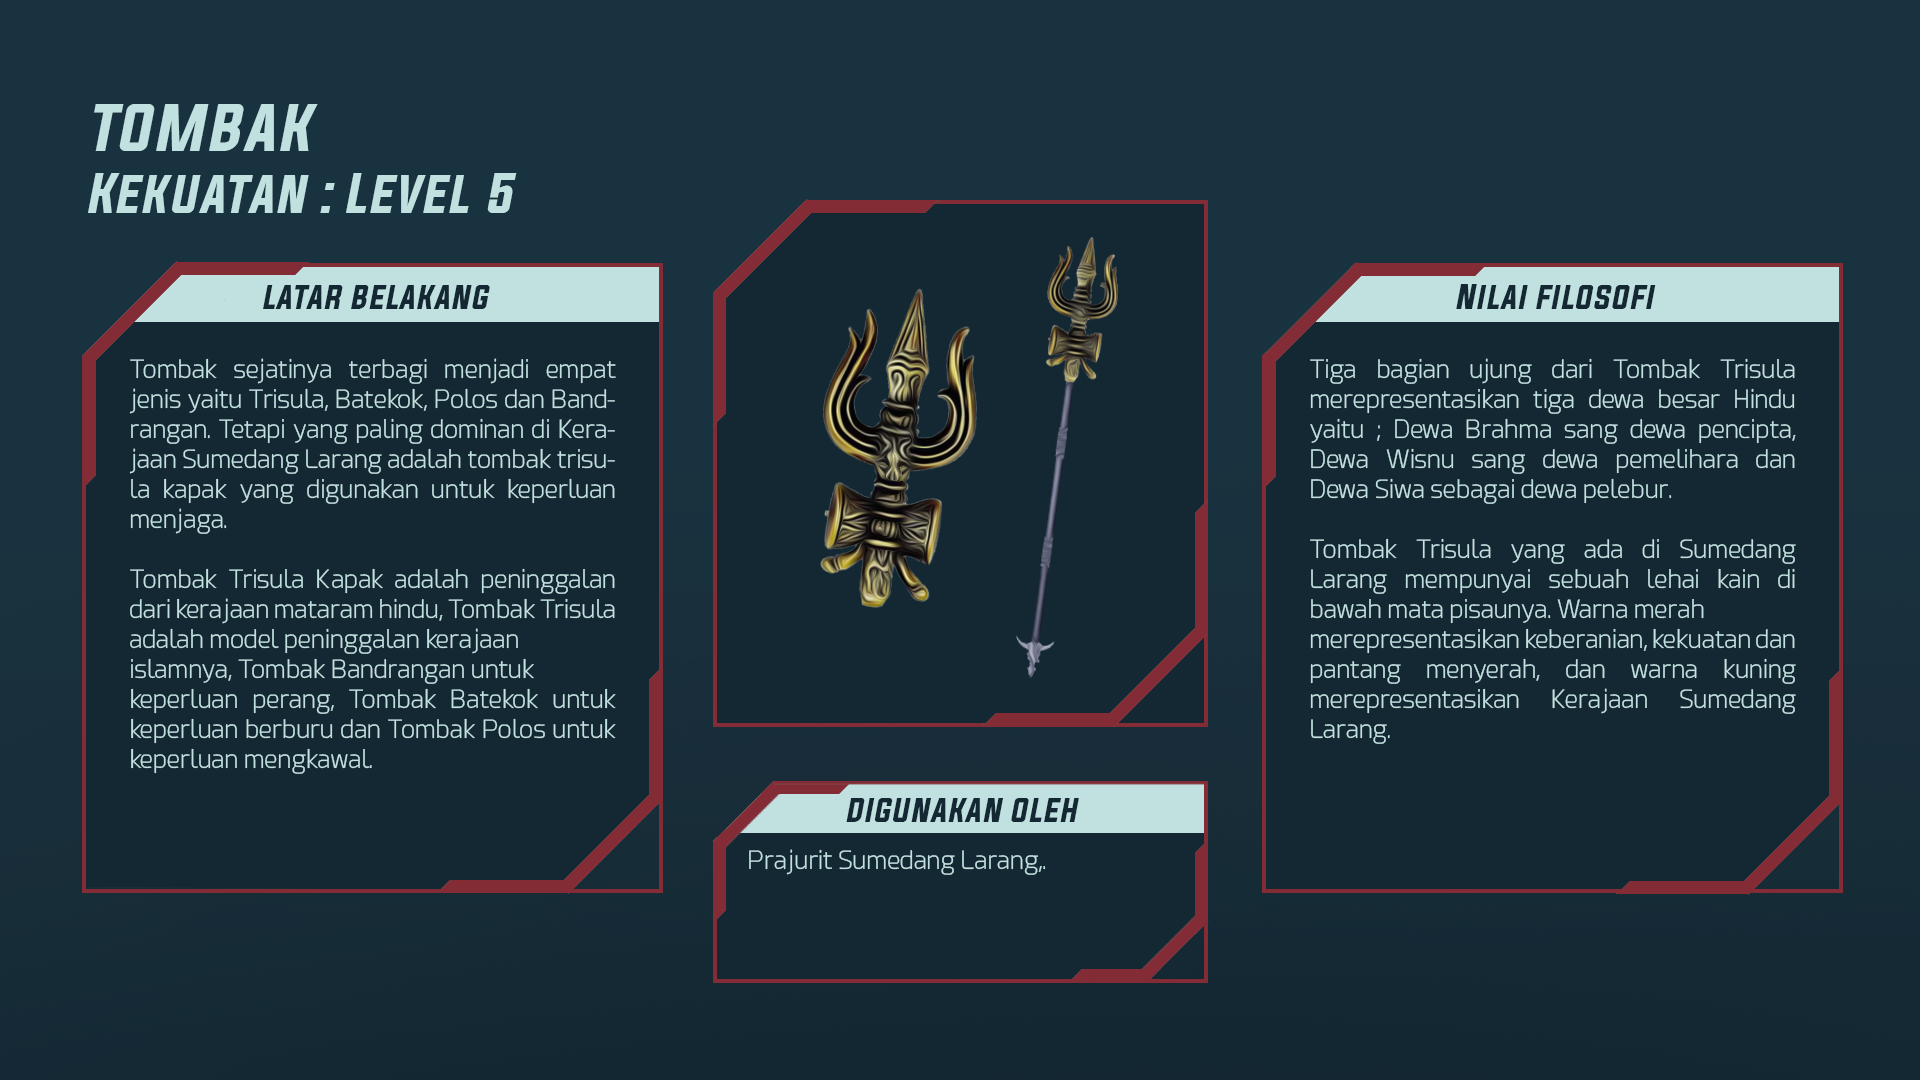 TOMBAK
KEKUATAN : LEVEL 5
LATAR BELAKANG
Tombak sejatinya terbagi menjadi empat
jenis yaitu Trisula, Batekok, Polos dan Band-
rangan. Tetapi yang paling dominan di Kera-
jaan Sumedang Larang adalah tombak trisu-
la kapak yang digunakan untuk keperluan
menjaga.
Tombak Trisula Kapak adalah peninggalan
dari kerajaan mataram hindu, Tombak Trisula
adalah model peninggalan kerajaan
islamnya, Tombak Bandrangan untuk
keperluan perang, Tombak Batekok untuk
keperluan berburu dan Tombak Polos untuk
keperluan mengkawal.
DIGUNAKAN OLEH
Prajurit Sumedang Larang,.
NILAI FILOSOFI
Tiga bagian ujung dari Tombak Trisula
merepresentasikan tiga dewa besar Hindu
yaitu ; Dewa Brahma sang dewa pencipta,
Dewa Wisnu sang dewa pemelihara dan
Dewa Siwa sebagai dewa pelebur.
Tombak Trisula yang ada di Sumedang
Larang mempunyai sebuah lehai kain di
bawah mata pisaunya. Warna merah
merepresentasikan keberanian, kekuatan dan
pantang menyerah, dan warna kuning
merepresentasikan Kerajaan Sumedang
Larang.